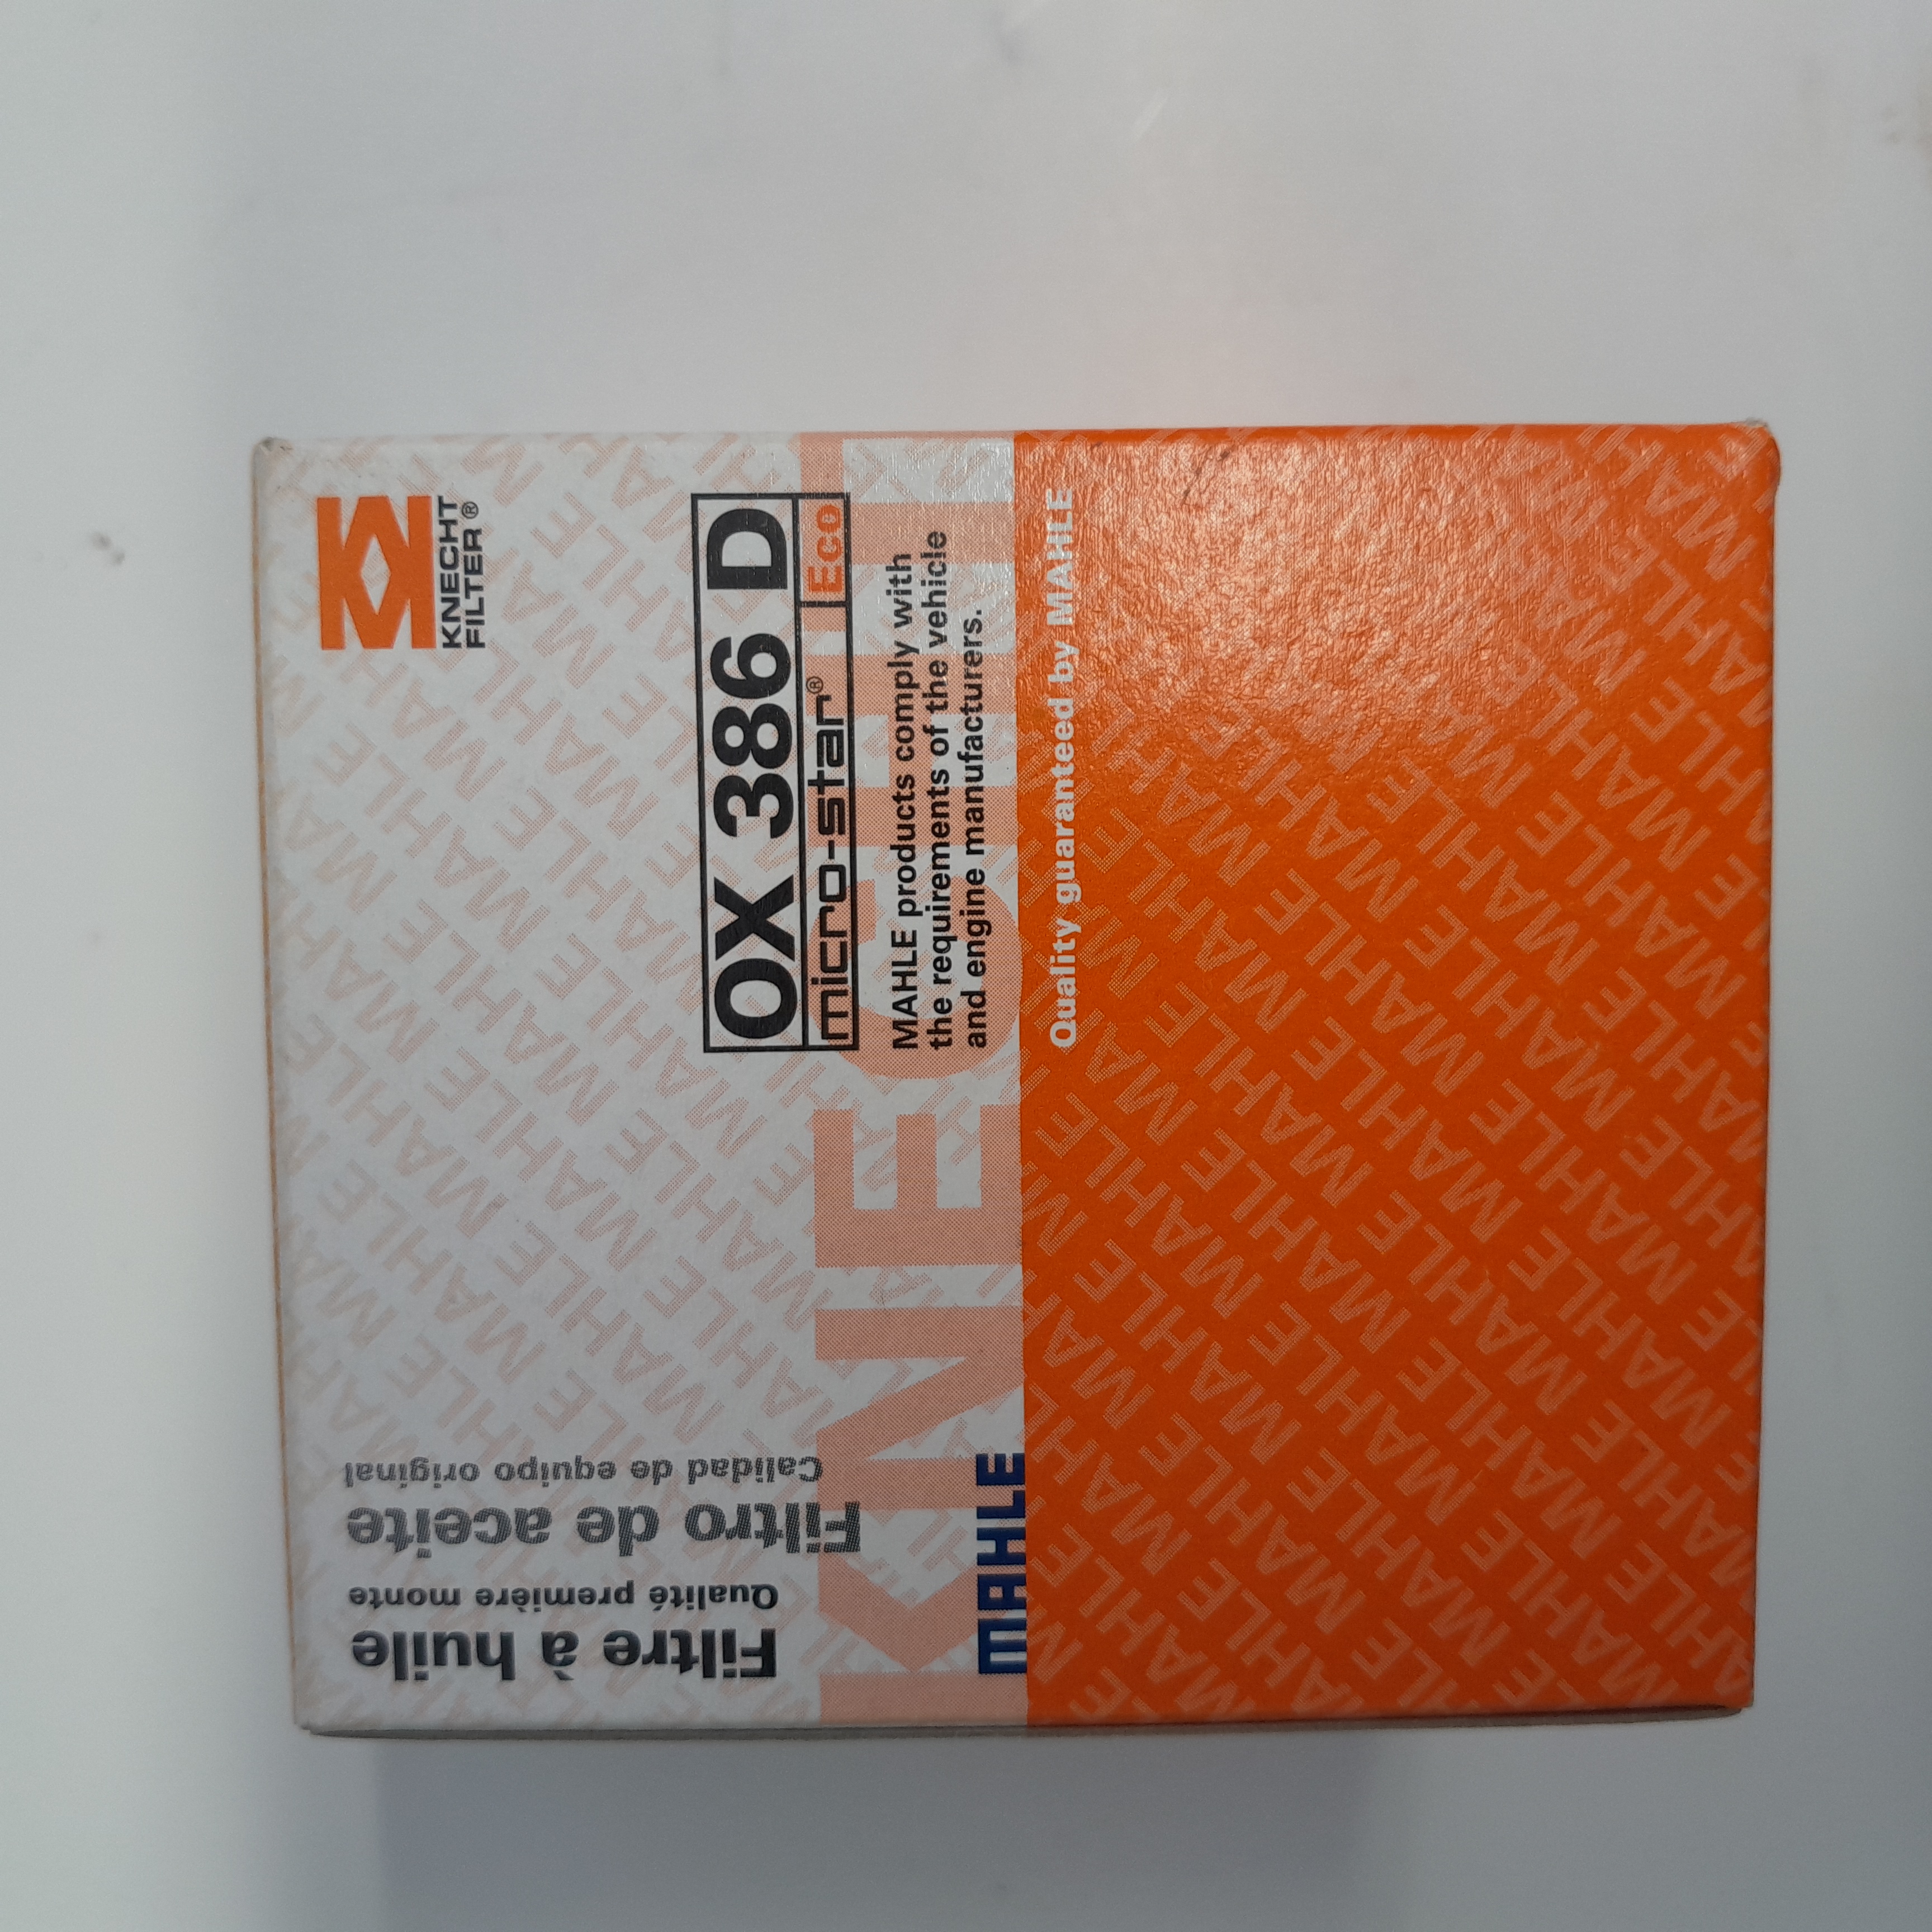 KNECHT
FILTER®
OX 386 D
micro-star® Eco
MAHLE products comply with
the requirements of the vehicle
and engine manufacturers.
Quality guaranteed by MAHLE
KNECHT
MAHLE
Filtre à huile
Qualité première monte
Filtro de aceite
Calidad de equipo original